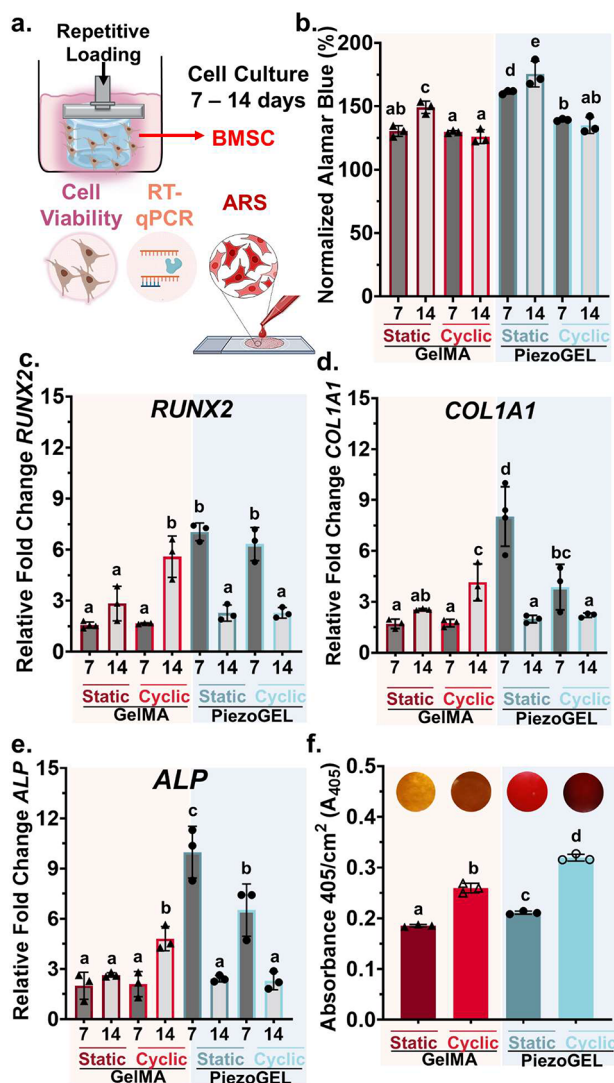 a.
Repetitive
Loading
Cell Culture
7 – 14 days
BMSC
Cell
Viability
RT-
qPCR
ARS
b.
Normalized Alamar Blue (%)
200
150
100
50
0
ab
c
a
a
d
e
b
ab
7 14 7 14 7 14 7 14
Static Cyclic Static Cyclic
GelMA PiezoGEL
c.
RUNX2
Relative Fold Change RUNX2
15
12
9
6
3
0
a
a
a
b
b
a
b
a
7 14 7 14 7 14 7 14
Static Cyclic Static Cyclic
GelMA PiezoGEL
d.
COL1A1
Relative Fold Change COL1A1
15
12
9
6
3
0
a
ab
a
c
d
a
bc
a
7 14 7 14 7 14 7 14
Static Cyclic Static Cyclic
GelMA PiezoGEL
e.
ALP
Relative Fold Change ALP
15
12
9
6
3
0
a
a
a
b
c
a
b
a
7 14 7 14 7 14 7 14
Static Cyclic Static Cyclic
GelMA PiezoGEL
f.
Absorbance 405/cm² (A₄₀₅)
0.5
0.4
0.3
0.2
0.1
0.0
a
b
c
d
Static Cyclic Static Cyclic
GelMA PiezoGEL